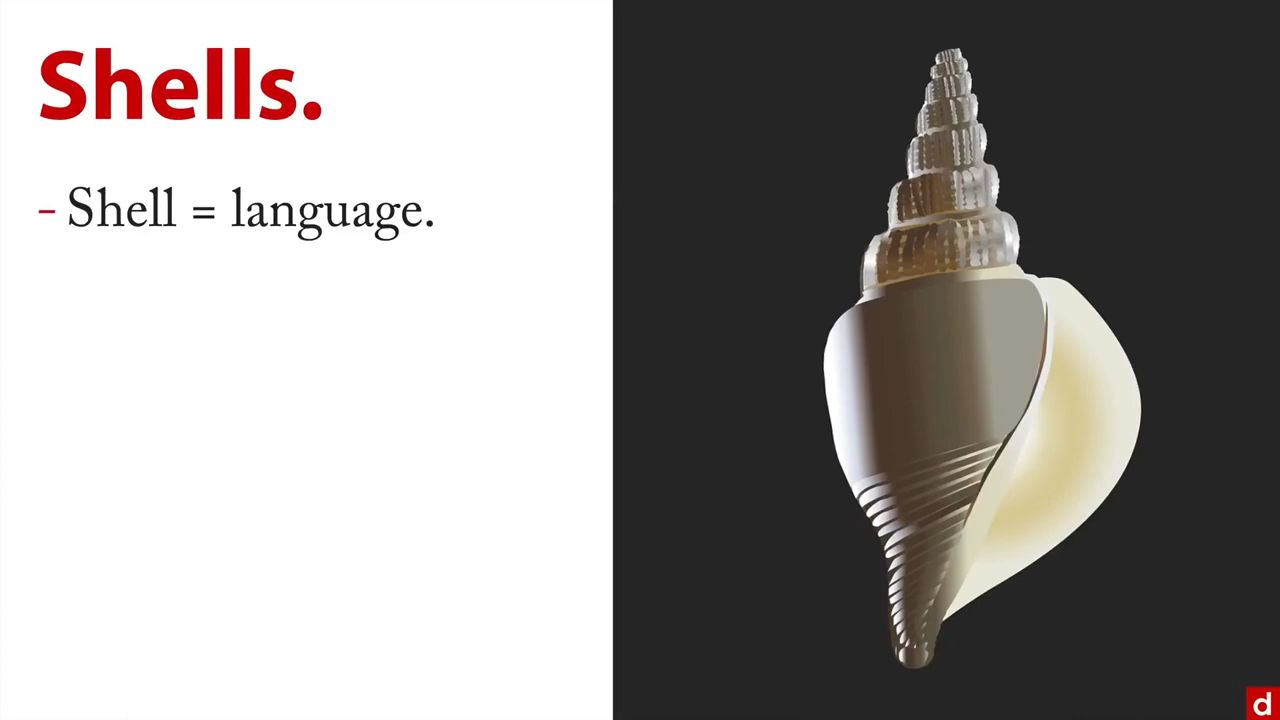 Shells.
– Shell = language.
d